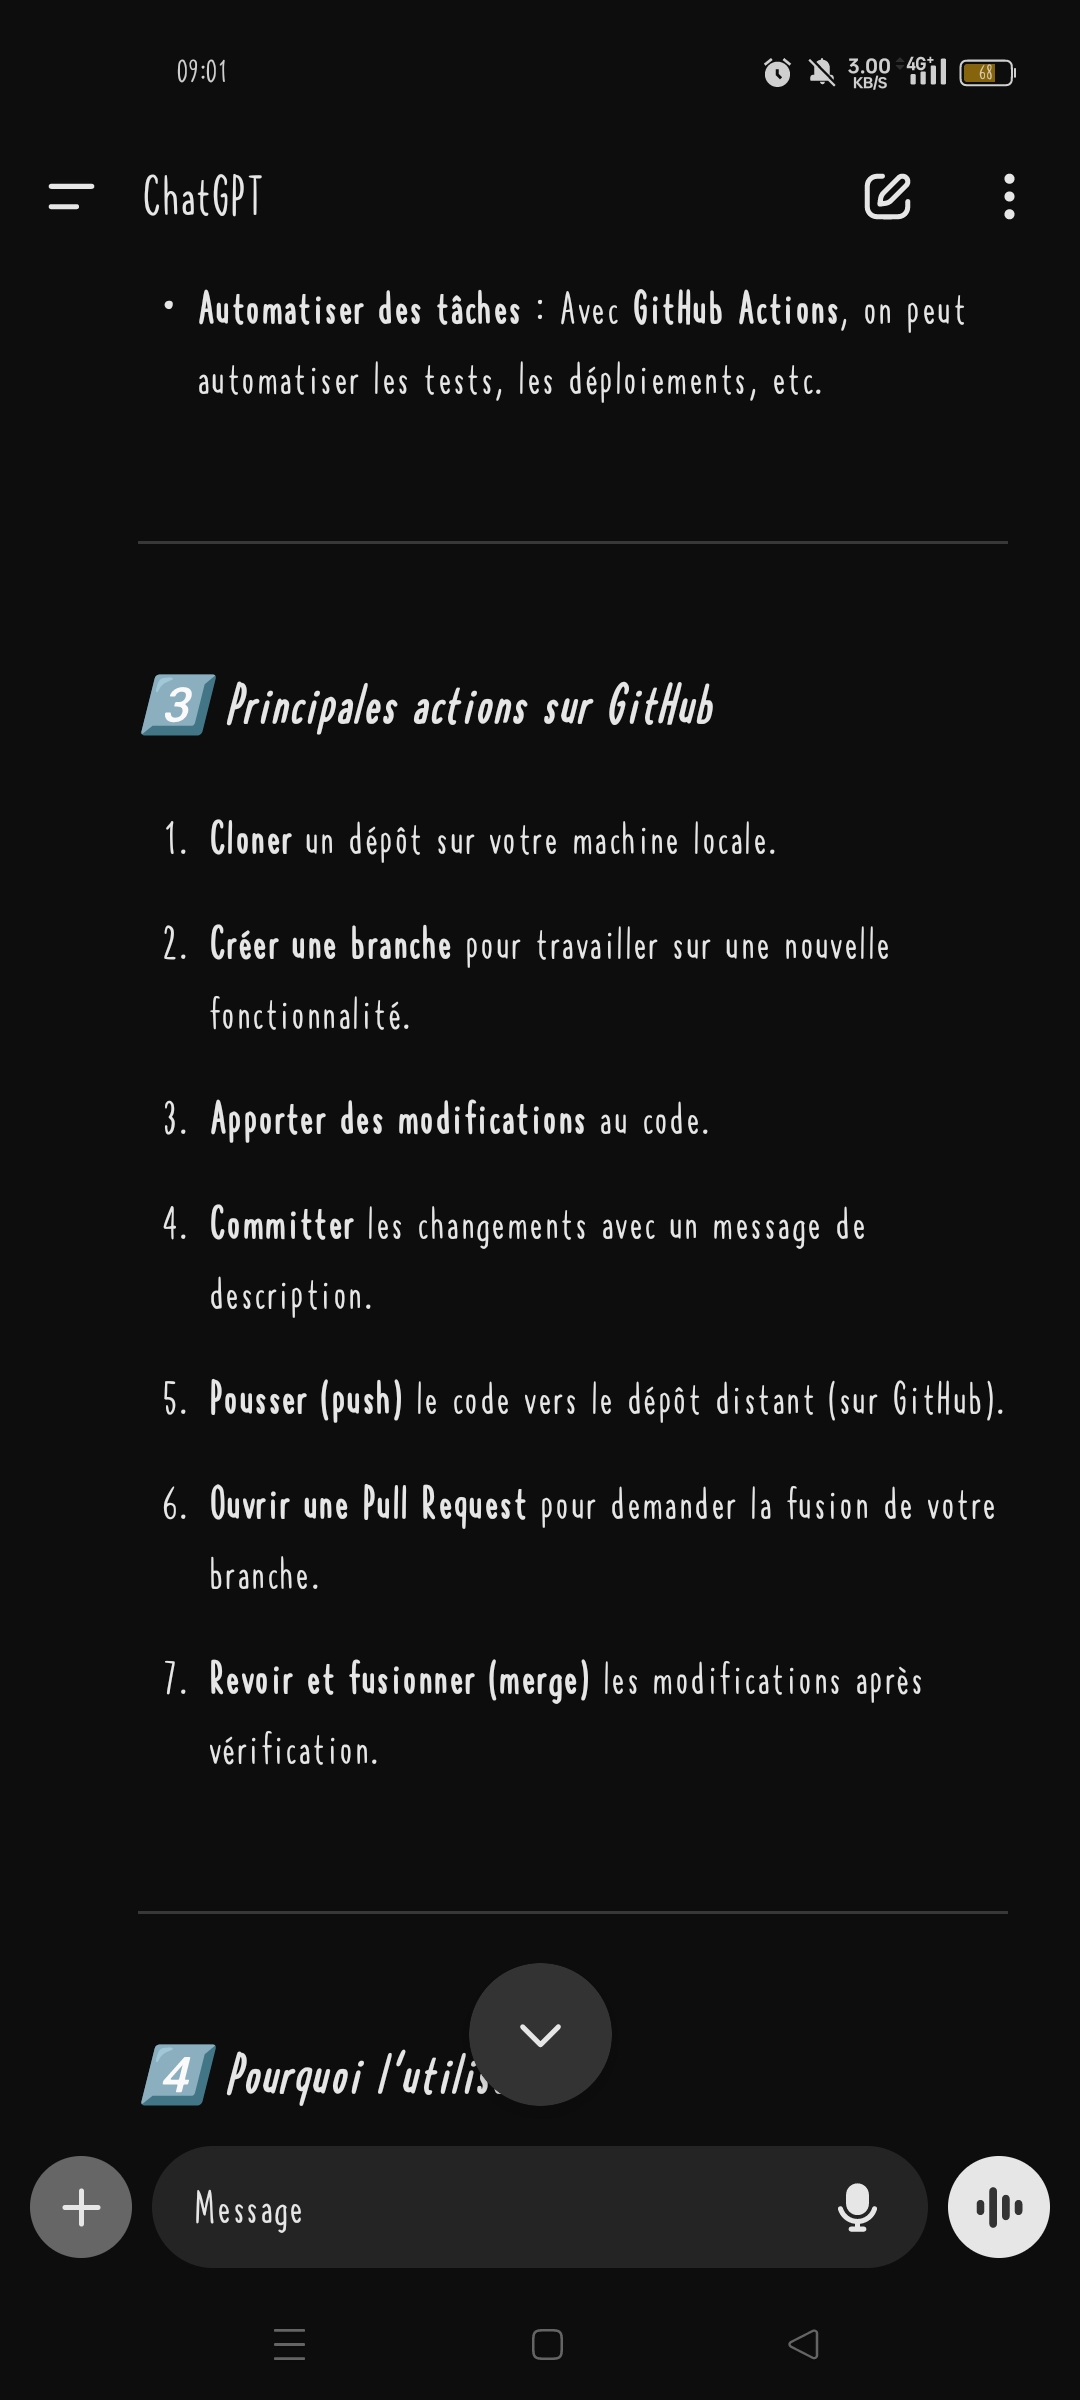 09:01
3.00
KB/S
4G+
68
ChatGPT
• Automatiser des tâches : Avec GitHub Actions, on peut
automatiser les tests, les déploiements, etc.
3 Principales actions sur GitHub
1. Cloner un dépôt sur votre machine locale.
2. Créer une branche pour travailler sur une nouvelle
fonctionnalité.
3. Apporter des modifications au code.
4. Committer les changements avec un message de
description.
5. Pousser (push) le code vers le dépôt distant (sur GitHub).
6. Ouvrir une Pull Request pour demander la fusion de votre
branche.
7. Revoir et fusionner (merge) les modifications après
vérification.
4 Pourquoi
Message